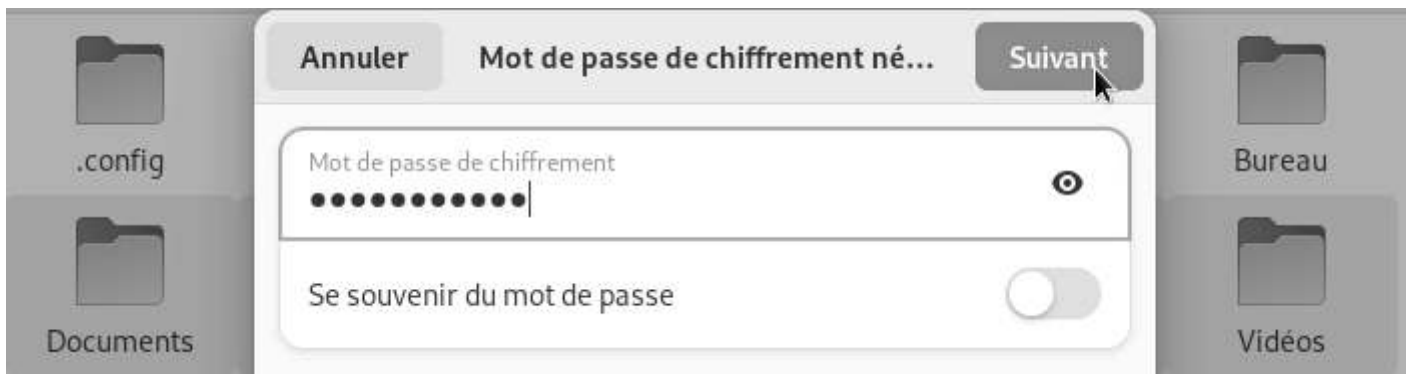 Annuler
Mot de passe de chiffrement né...
Suivant
.config
Mot de passe de chiffrement
•••••••••••
Bureau
Se souvenir du mot de passe
Documents
Vidéos